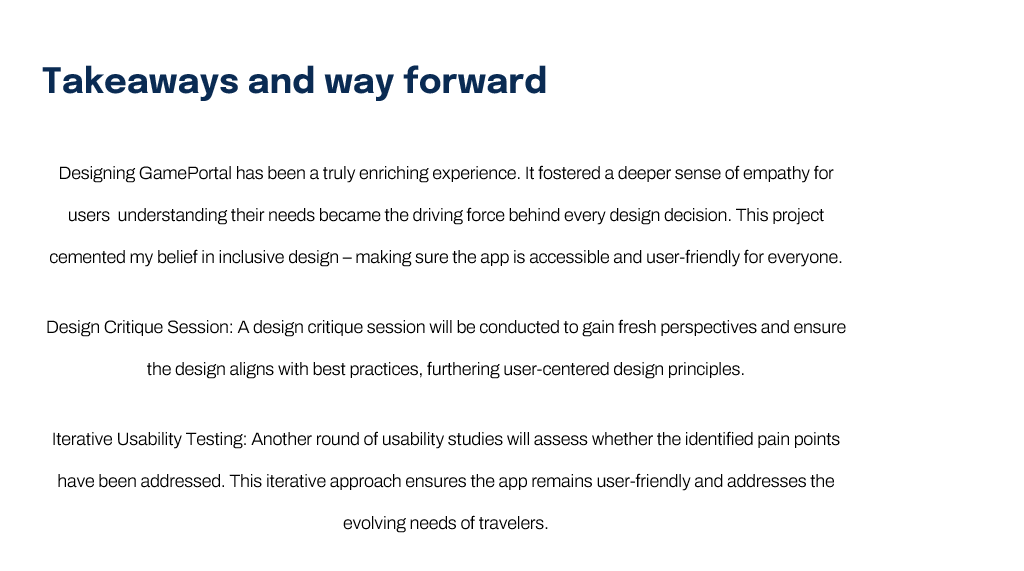 Takeaways and way forward
Designing GamePortal has been a truly enriching experience. It fostered a deeper sense of empathy for
users  understanding their needs became the driving force behind every design decision. This project
cemented my belief in inclusive design – making sure the app is accessible and user-friendly for everyone.
Design Critique Session: A design critique session will be conducted to gain fresh perspectives and ensure
the design aligns with best practices, furthering user-centered design principles.
Iterative Usability Testing: Another round of usability studies will assess whether the identified pain points
have been addressed. This iterative approach ensures the app remains user-friendly and addresses the
evolving needs of travelers.